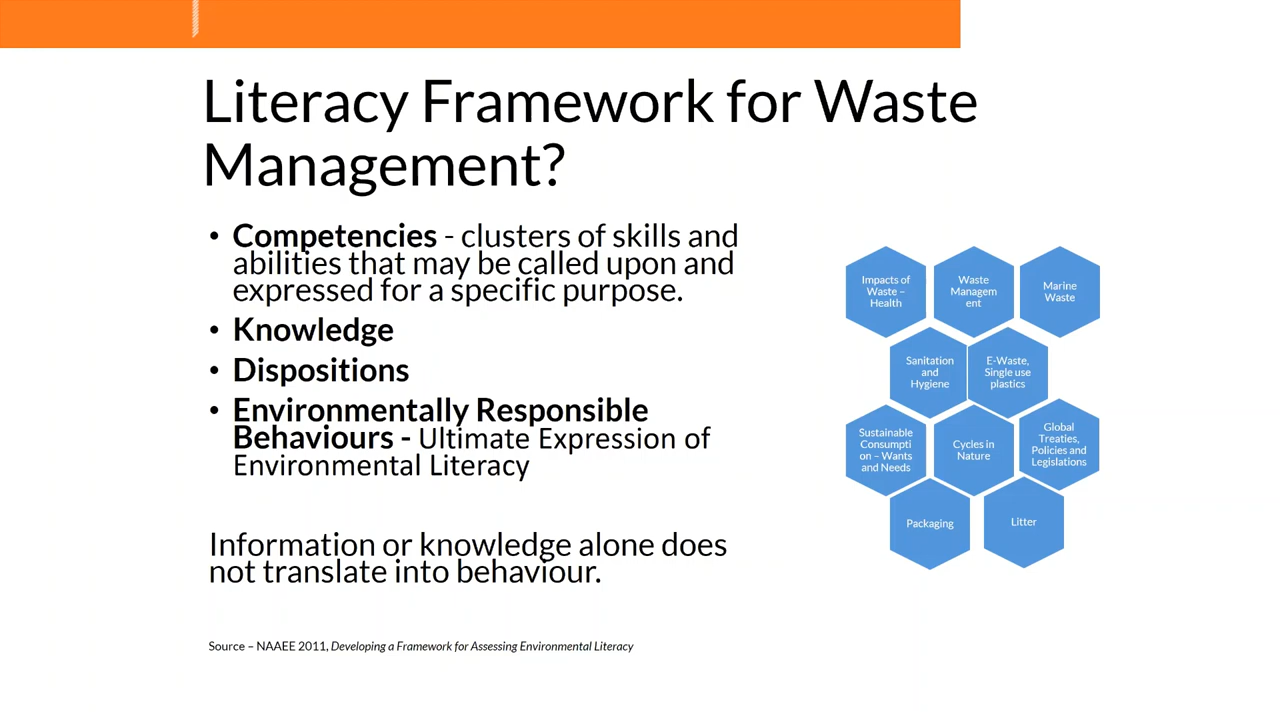 Literacy Framework for Waste
Management?
• Competencies - clusters of skills and
abilities that may be called upon and
expressed for a specific purpose.
• Knowledge
• Dispositions
• Environmentally Responsible
Behaviours - Ultimate Expression of
Environmental Literacy
Information or knowledge alone does
not translate into behaviour.
Source – NAAEE 2011, Developing a Framework for Assessing Environmental Literacy
Impacts of
Waste –
Health
Waste
Managem
ent
Marine
Waste
Sanitation
and
Hygiene
E-Waste,
Single use
plastics
Sustainable
Consumpti
on – Wants
and Needs
Cycles in
Nature
Global
Treaties,
Policies and
Legislations
Packaging
Litter